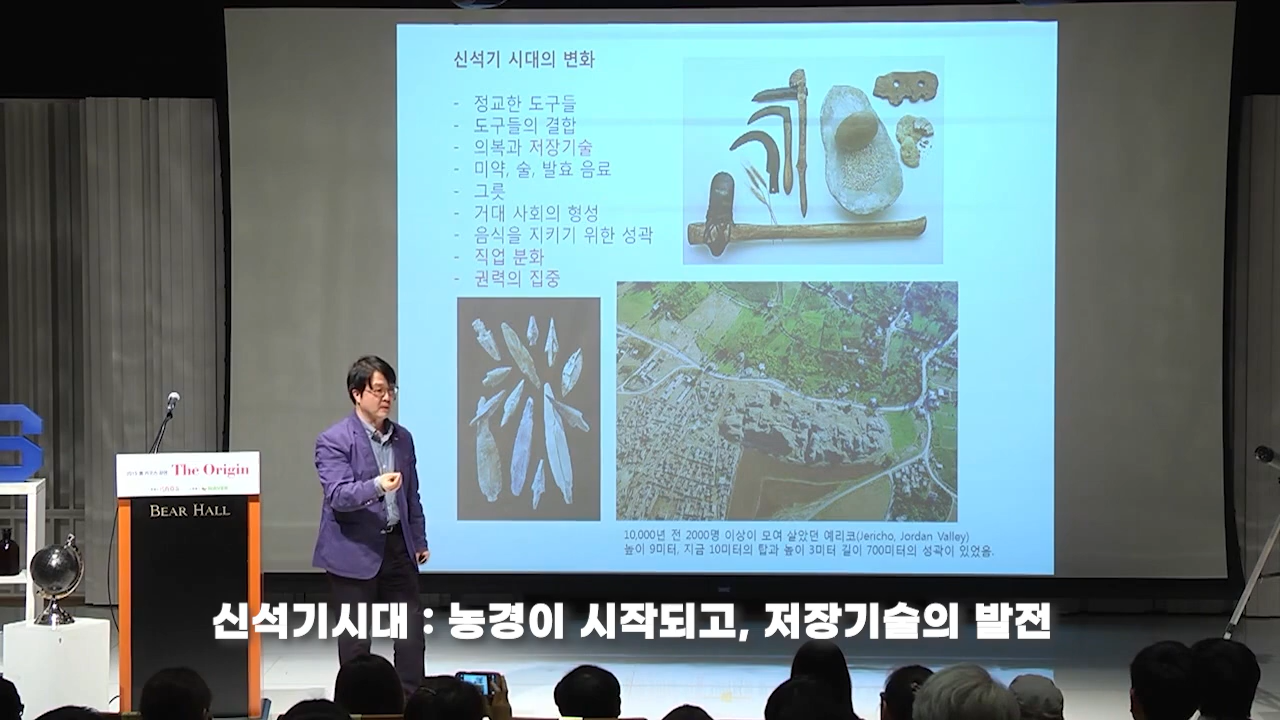 신석기 시대의 변화
- 정교한 도구들
- 도구들의 결합
- 의복과 저장기술
- 미약, 술, 발효 음료
- 그릇
- 거대 사회의 형성
- 음식을 지키기 위한 성곽
- 직업 분화
- 권력의 집중
10,000년 전 2000명 이상이 모여 살았던 예리코(Jericho, Jordan Valley)
높이 9미터, 지금 10미터의 탑과 높이 3미터 길이 700미터의 성곽이 있었음.
The Origin
BEAR HALL
신석기시대 : 농경이 시작되고, 저장기술의 발전